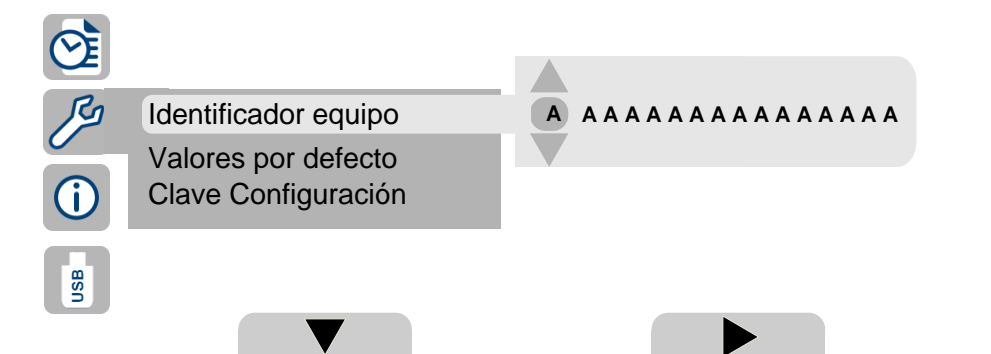 Identificador equipo
A A A A A A A A A A A A A A A A
Valores por defecto
Clave Configuración
USB